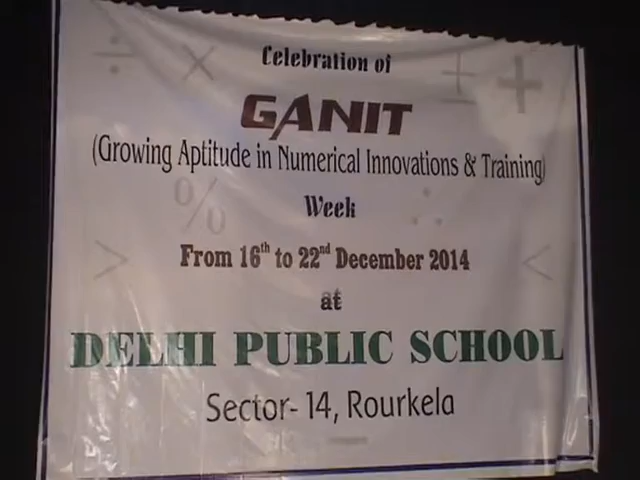 Celebration of
GANIT
(Growing Aptitude in Numerical Innovations & Training)
Week
From 16th to 22nd December 2014
at
DELHI PUBLIC SCHOOL
Sector- 14, Rourkela